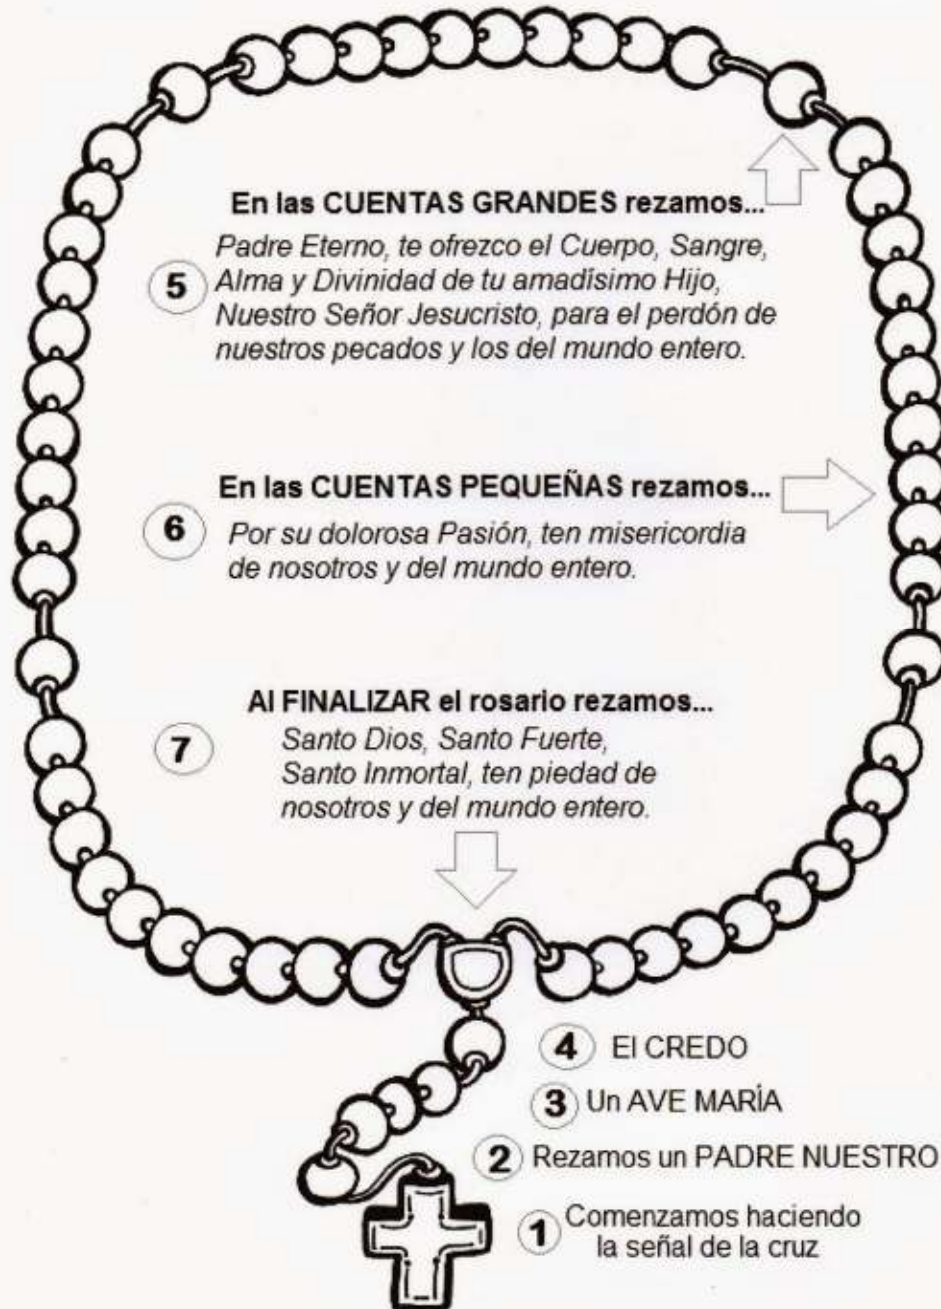 En las CUENTAS GRANDES rezamos...
5
Padre Eterno, te ofrezco el Cuerpo, Sangre,
Alma y Divinidad de tu amadísimo Hijo,
Nuestro Señor Jesucristo, para el perdón de
nuestros pecados y los del mundo entero.
En las CUENTAS PEQUEÑAS rezamos...
6
Por su dolorosa Pasión, ten misericordia
de nosotros y del mundo entero.
Al FINALIZAR el rosario rezamos...
7
Santo Dios, Santo Fuerte,
Santo Inmortal, ten piedad de
nosotros y del mundo entero.
4 El CREDO
3 Un AVE MARÍA
2 Rezamos un PADRE NUESTRO
1 Comenzamos haciendo
la señal de la cruz